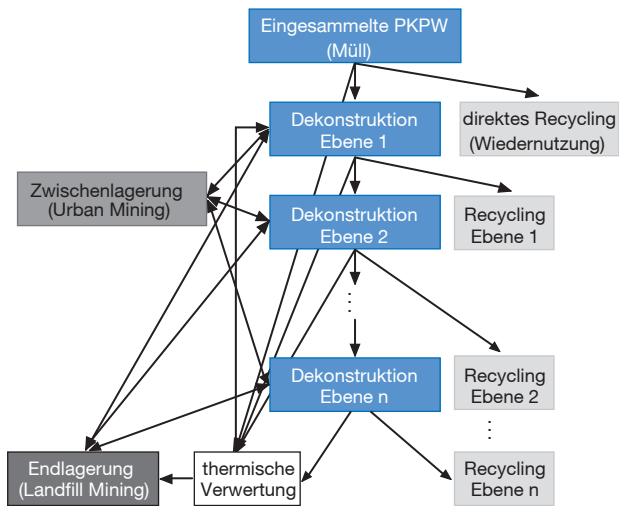 Eingesammelte PKPW
(Müll)
Dekonstruktion
Ebene 1
direktes Recycling
(Wiedernutzung)
Zwischenlagerung
(Urban Mining)
Dekonstruktion
Ebene 2
Recycling
Ebene 1
...
Dekonstruktion
Ebene n
Recycling
Ebene 2
...
Endlagerung
(Landfill Mining)
thermische
Verwertung
Recycling
Ebene n